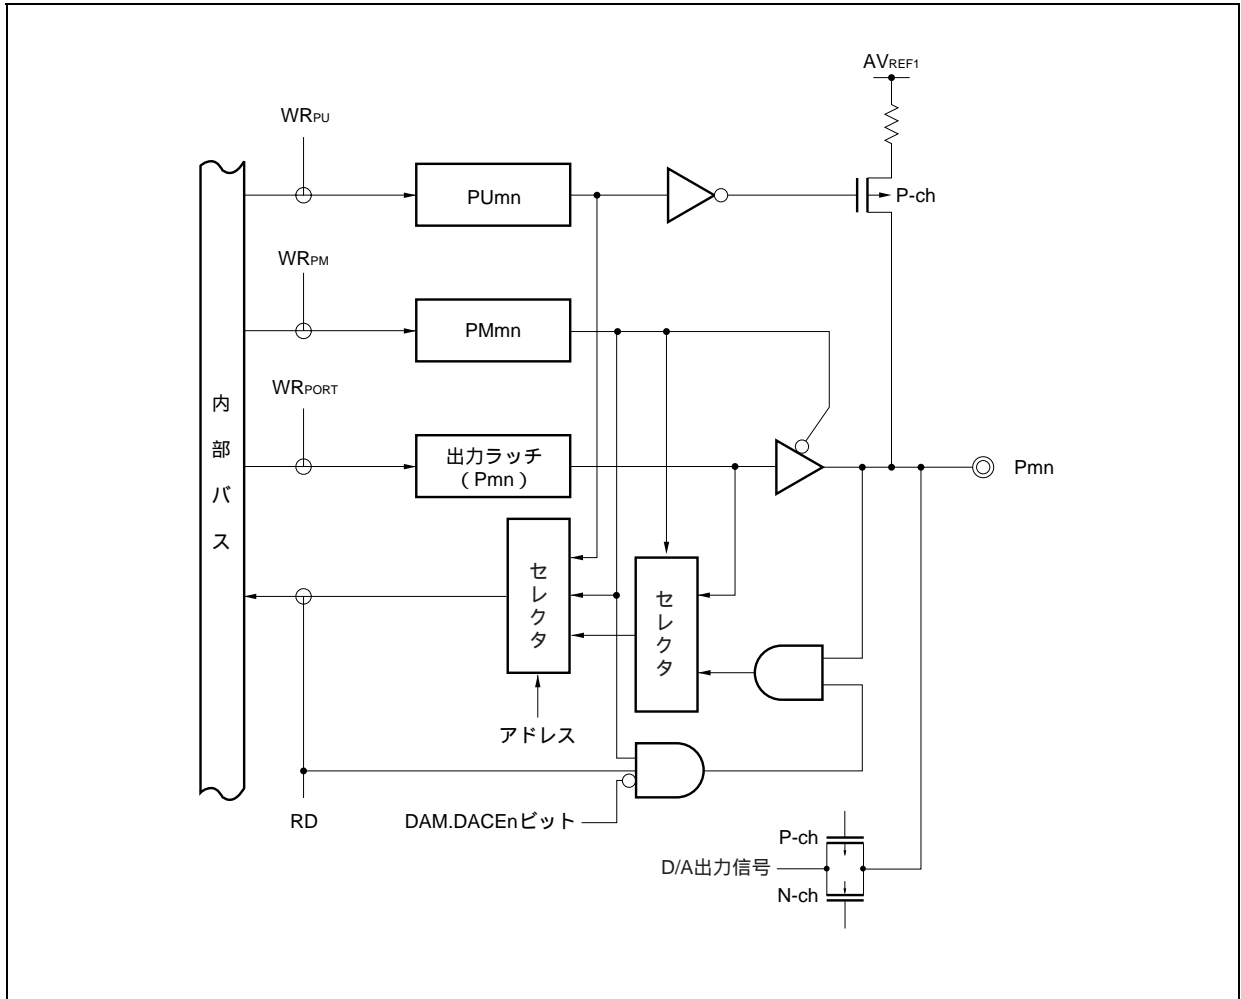 AVREF1
WRPU
PUmn
P-ch
WRPM
PMmn
WRPORT
内部バス
出力ラッチ
(Pmn)
Pmn
セレクタ
セレクタ
アドレス
RD
DAM.DACEnビット
P-ch
D/A出力信号
N-ch